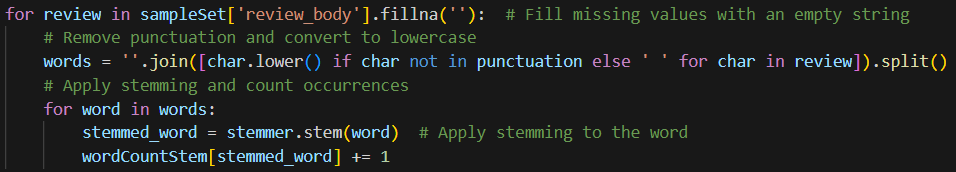 for review in sampleSet['review_body'].fillna(''):  # Fill missing values with an empty string
    # Remove punctuation and convert to lowercase
    words = ''.join([char.lower() if char not in punctuation else ' ' for char in review]).split()
    # Apply stemming and count occurrences
    for word in words:
        stemmed_word = stemmer.stem(word)  # Apply stemming to the word
        wordCountStem[stemmed_word] += 1